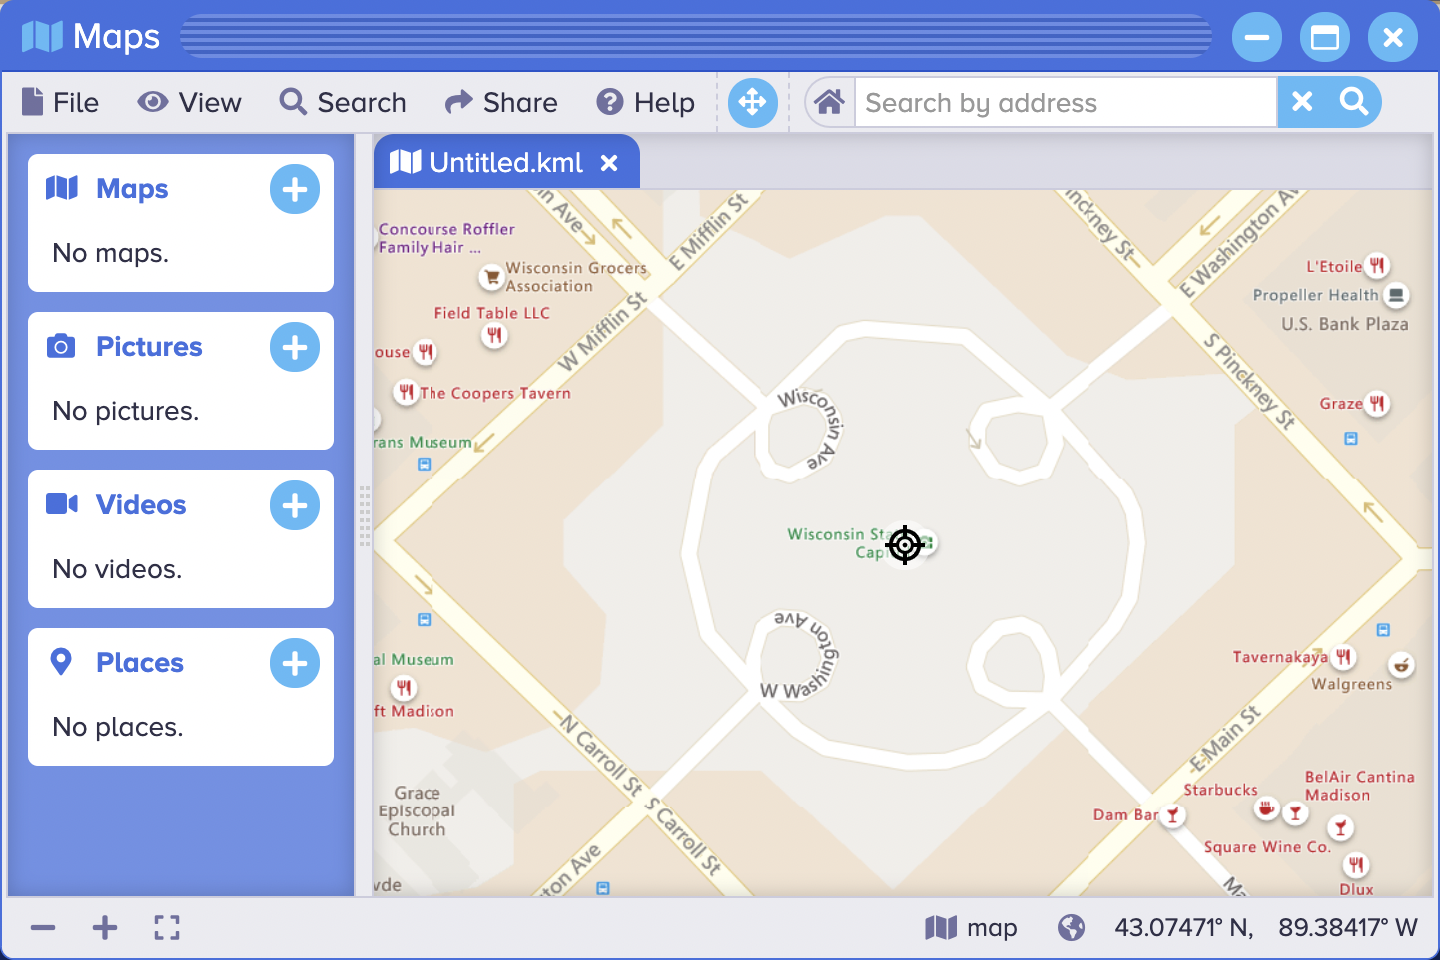 Maps
File View Search Share Help
Search by address
Maps
No maps.
Pictures
No pictures.
Videos
No videos.
Places
No places.
Untitled.kml
in Ave
E Mifflin St
inckney St
E Washington Av
Concourse Roffler
Family Hair ...
Wisconsin Grocers
Association
Field Table LLC
W Mifflin St
ouse
The Coopers Tavern
rans Museum
L'Etoile
Propeller Health
U.S. Bank Plaza
S Pinckney St
Graze
Wisconsin Ave
Wisconsin Sta
Cap
W Washington Ave
al Museum
ft Madison
N Carroll St
S Carroll St
Grace
Episcopal
Church
vde
ton Ave
Tavernakaya
Walgreens
E Main St
BelAir Cantina
Madison
Starbucks
Dam Bar
Square Wine Co.
Dlux
Ma
map 43.07471° N, 89.38417° W